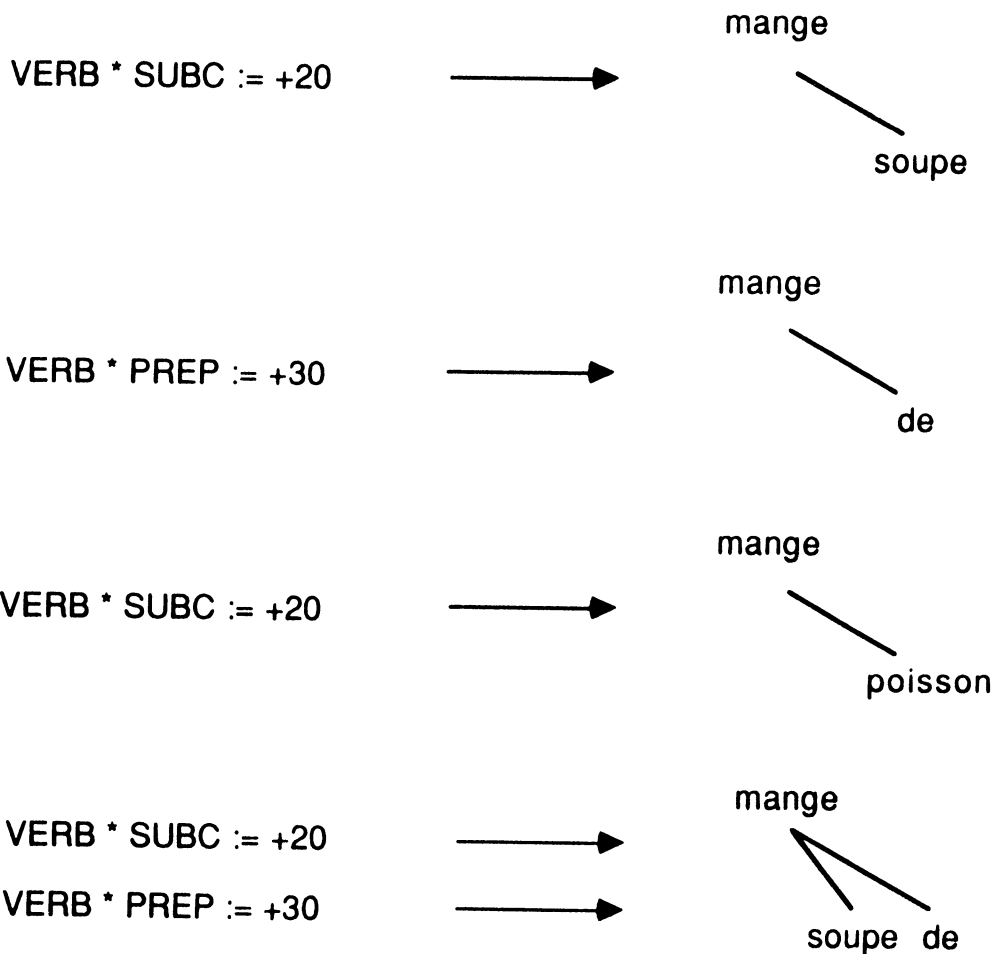 mange
VERB * SUBC := +20
soupe
mange
VERB * PREP := +30
de
mange
VERB * SUBC := +20
poisson
mange
VERB * SUBC := +20
VERB * PREP := +30
soupe de